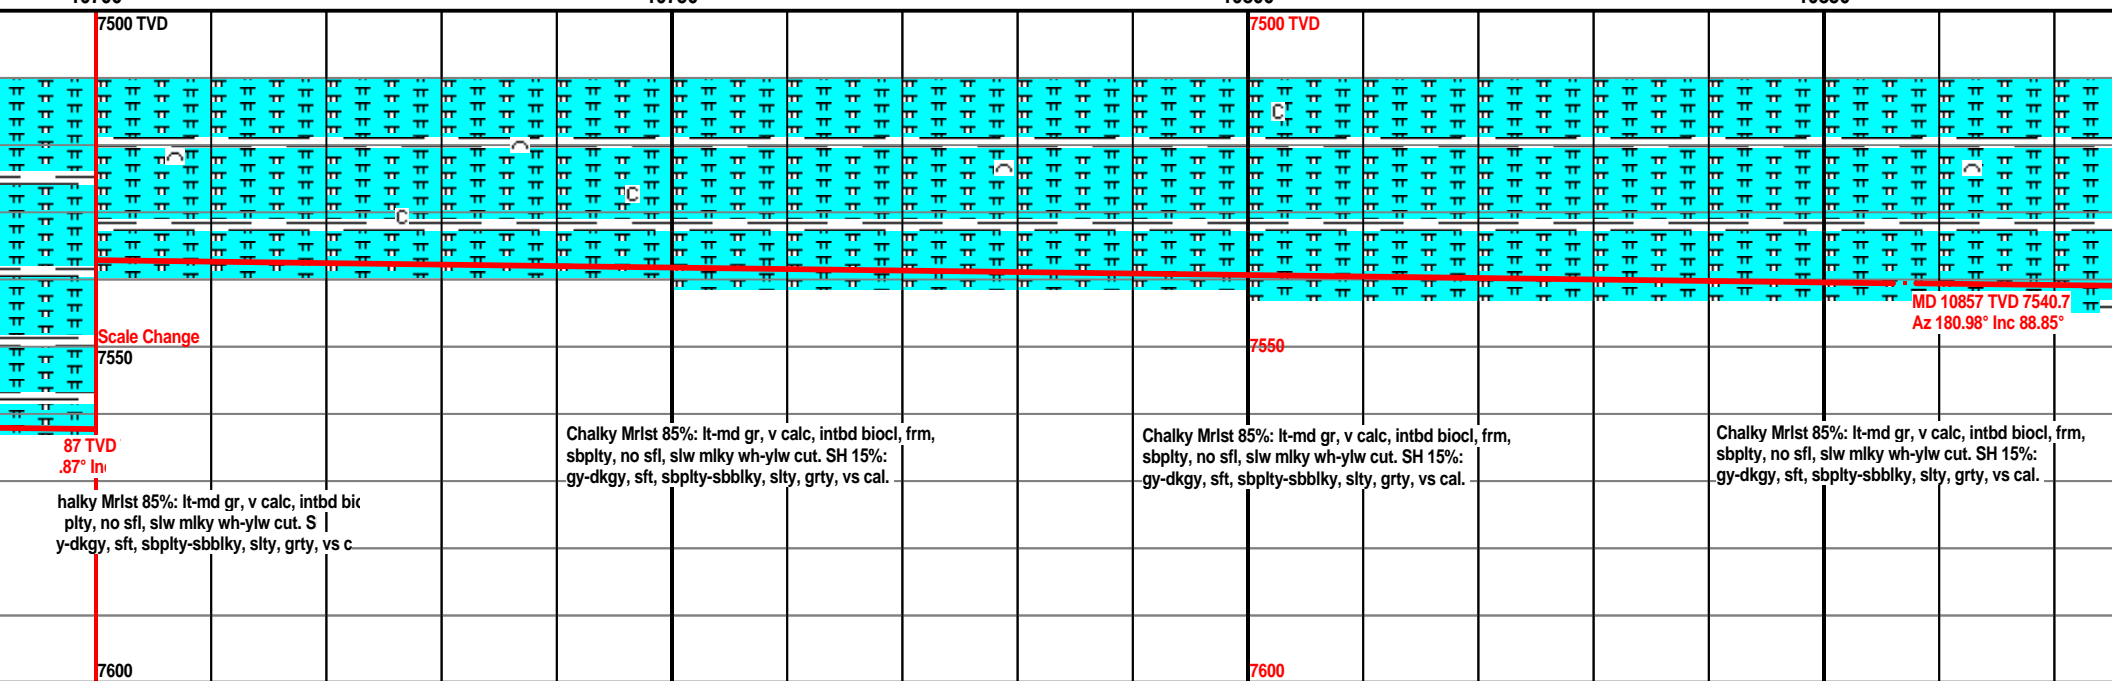 7500 TVD
7500 TVD
C
C
C
MD 10857 TVD 7540.7
Az 180.98° Inc 88.85°
Scale Change
7550
7550
87 TVD
.87° In
halky Mrlst 85%: lt-md gr, v calc, intbd bio
plty, no sfl, slw mlky wh-ylw cut. S
y-dkgy, sft, sbplty-sbblky, slty, grty, vs c
Chalky Mrlst 85%: lt-md gr, v calc, intbd biocl, frm,
sbplty, no sfl, slw mlky wh-ylw cut. SH 15%:
gy-dkgy, sft, sbplty-sbblky, slty, grty, vs cal.
Chalky Mrlst 85%: lt-md gr, v calc, intbd biocl, frm,
sbplty, no sfl, slw mlky wh-ylw cut. SH 15%:
gy-dkgy, sft, sbplty-sbblky, slty, grty, vs cal.
Chalky Mrlst 85%: lt-md gr, v calc, intbd biocl, frm,
sbplty, no sfl, slw mlky wh-ylw cut. SH 15%:
gy-dkgy, sft, sbplty-sbblky, slty, grty, vs cal.
7600
7600